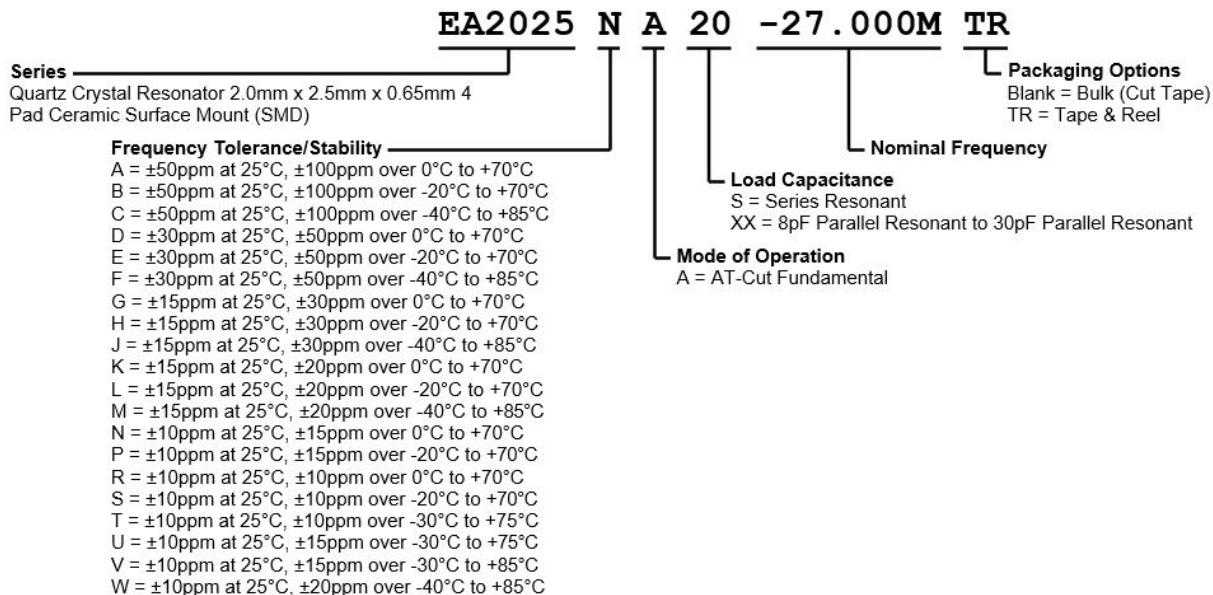 EA2025 N A 20 -27.000M TR
Series
Quartz Crystal Resonator 2.0mm x 2.5mm x 0.65mm 4
Pad Ceramic Surface Mount (SMD)
Packaging Options
Blank = Bulk (Cut Tape)
TR = Tape & Reel
Frequency Tolerance/Stability
A = ±50ppm at 25°C, ±100ppm over 0°C to +70°C
B = ±50ppm at 25°C, ±100ppm over -20°C to +70°C
C = ±50ppm at 25°C, ±100ppm over -40°C to +85°C
D = ±30ppm at 25°C, ±50ppm over 0°C to +70°C
E = ±30ppm at 25°C, ±50ppm over -20°C to +70°C
F = ±30ppm at 25°C, ±50ppm over -40°C to +85°C
G = ±15ppm at 25°C, ±30ppm over 0°C to +70°C
H = ±15ppm at 25°C, ±30ppm over -20°C to +70°C
J = ±15ppm at 25°C, ±30ppm over -40°C to +85°C
K = ±15ppm at 25°C, ±20ppm over 0°C to +70°C
L = ±15ppm at 25°C, ±20ppm over -20°C to +70°C
M = ±15ppm at 25°C, ±20ppm over -40°C to +85°C
N = ±10ppm at 25°C, ±15ppm over 0°C to +70°C
P = ±10ppm at 25°C, ±15ppm over -20°C to +70°C
R = ±10ppm at 25°C, ±10ppm over 0°C to +70°C
S = ±10ppm at 25°C, ±10ppm over -20°C to +70°C
T = ±10ppm at 25°C, ±10ppm over -30°C to +75°C
U = ±10ppm at 25°C, ±15ppm over -30°C to +75°C
V = ±10ppm at 25°C, ±15ppm over -30°C to +85°C
W = ±10ppm at 25°C, ±20ppm over -40°C to +85°C
Nominal Frequency
Load Capacitance
S = Series Resonant
XX = 8pF Parallel Resonant to 30pF Parallel Resonant
Mode of Operation
A = AT-Cut Fundamental